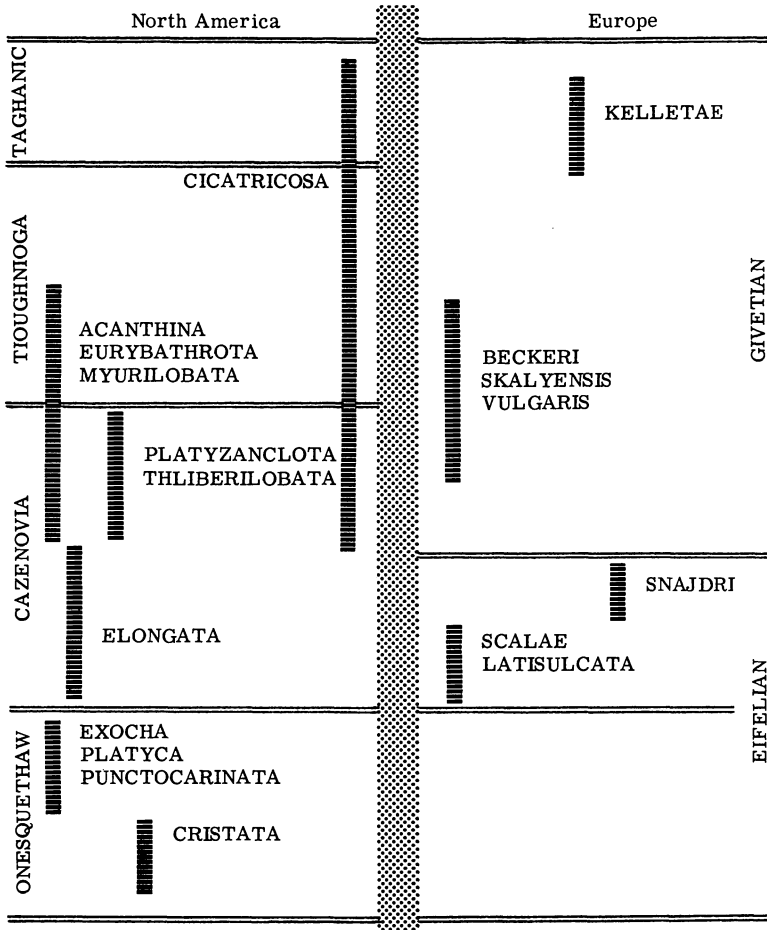 North America
Europe
TAGHANIC
KELLETAE
CICATRICOSA
TIOUGHNIOGA
GIVETIAN
ACANTHINA
EURYBATHROTA
MYURILOBATA
BECKERI
SKALYENSIS
VULGARIS
PLATYZANCLOTA
THLIBERILOBATA
CAZENOVIA
SNAJDRI
ELONGATA
SCALAE
LATISULCATA
EIFELIAN
EXOCHA
PLATYCA
PUNCTOCARINATA
ONESQUETHAW
CRISTATA